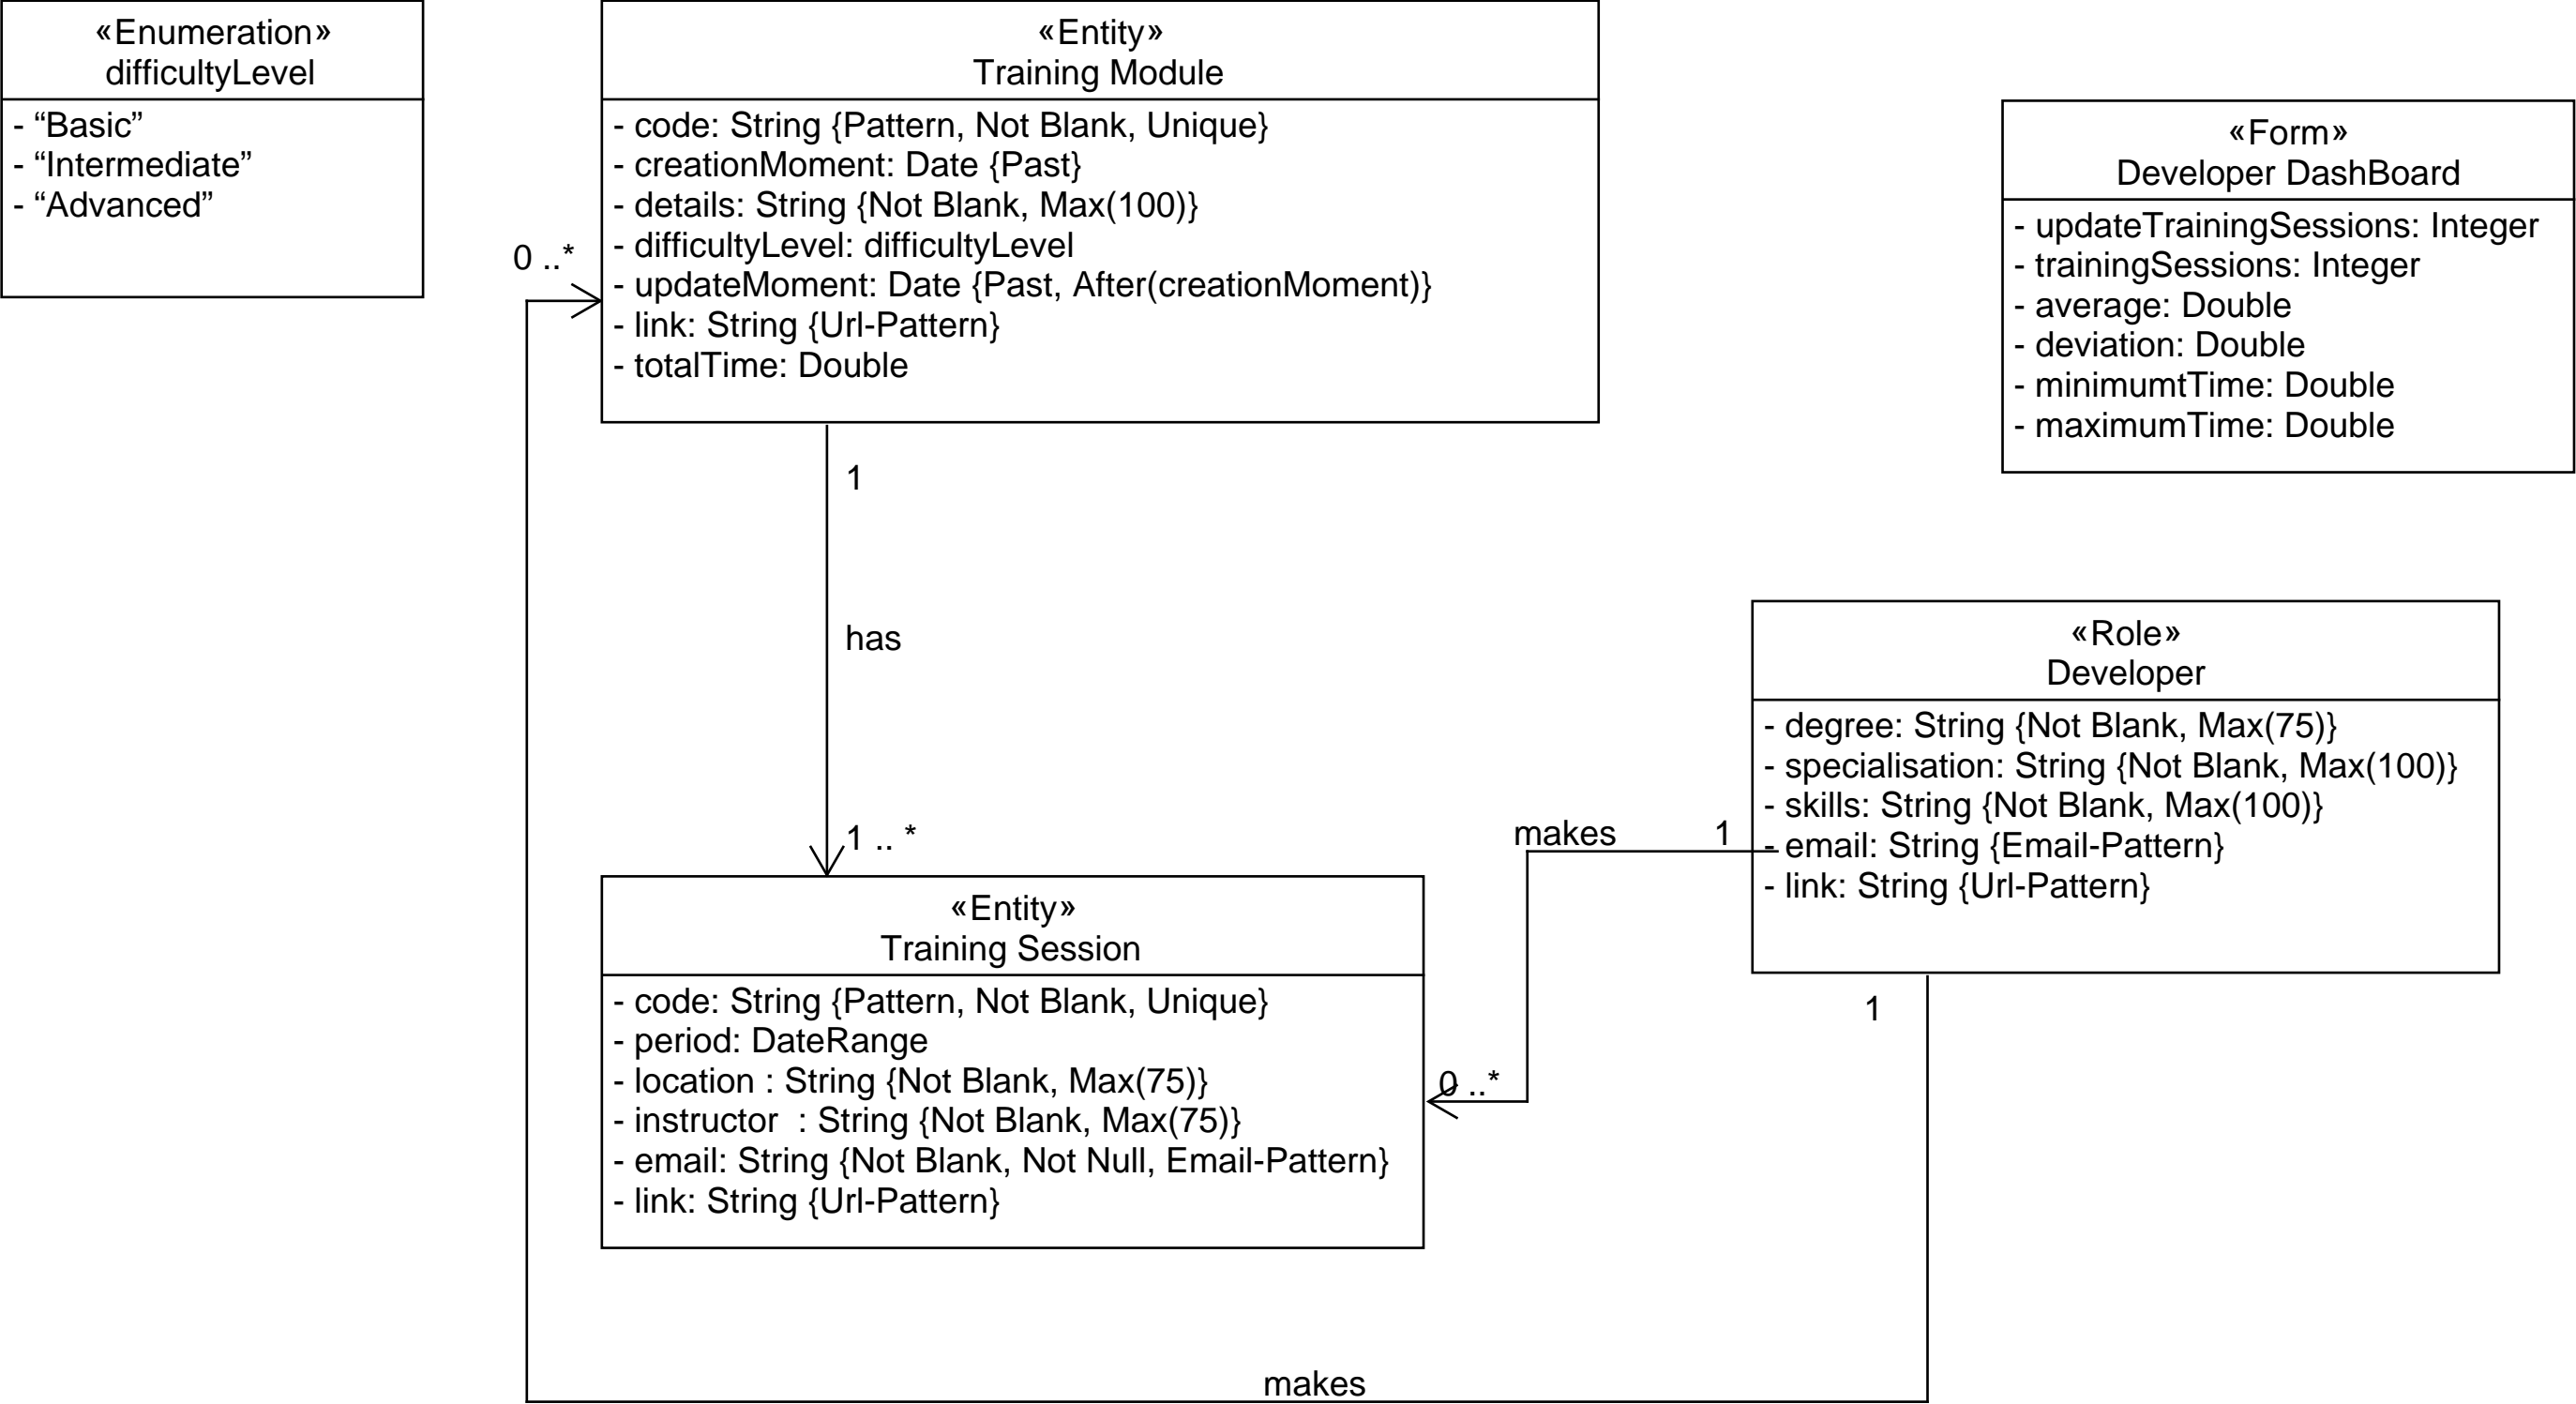 «Enumeration»
difficultyLevel
- “Basic”
- “Intermediate”
- “Advanced”
«Entity»
Training Module
- code: String {Pattern, Not Blank, Unique}
- creationMoment: Date {Past}
- details: String {Not Blank, Max(100)}
- difficultyLevel: difficultyLevel
- updateMoment: Date {Past, After(creationMoment)}
- link: String {Url-Pattern}
- totalTime: Double
«Form»
Developer DashBoard
- updateTrainingSessions: Integer
- trainingSessions: Integer
- average: Double
- deviation: Double
- minimumtTime: Double
- maximumTime: Double
0 ..*
1
has
1 .. *
«Role»
Developer
- degree: String {Not Blank, Max(75)}
- specialisation: String {Not Blank, Max(100)}
- skills: String {Not Blank, Max(100)}
- email: String {Email-Pattern}
- link: String {Url-Pattern}
makes
1
0 ..*
1
«Entity»
Training Session
- code: String {Pattern, Not Blank, Unique}
- period: DateRange
- location : String {Not Blank, Max(75)}
- instructor  : String {Not Blank, Max(75)}
- email: String {Not Blank, Not Null, Email-Pattern}
- link: String {Url-Pattern}
makes